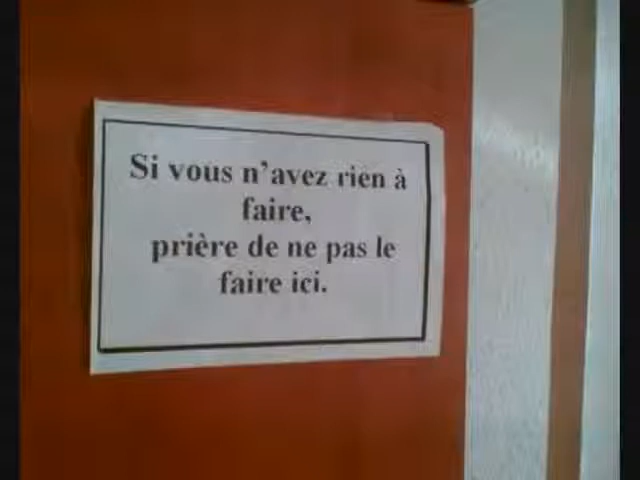 Si vous n'avez rien à
faire,
prière de ne pas le
faire ici.